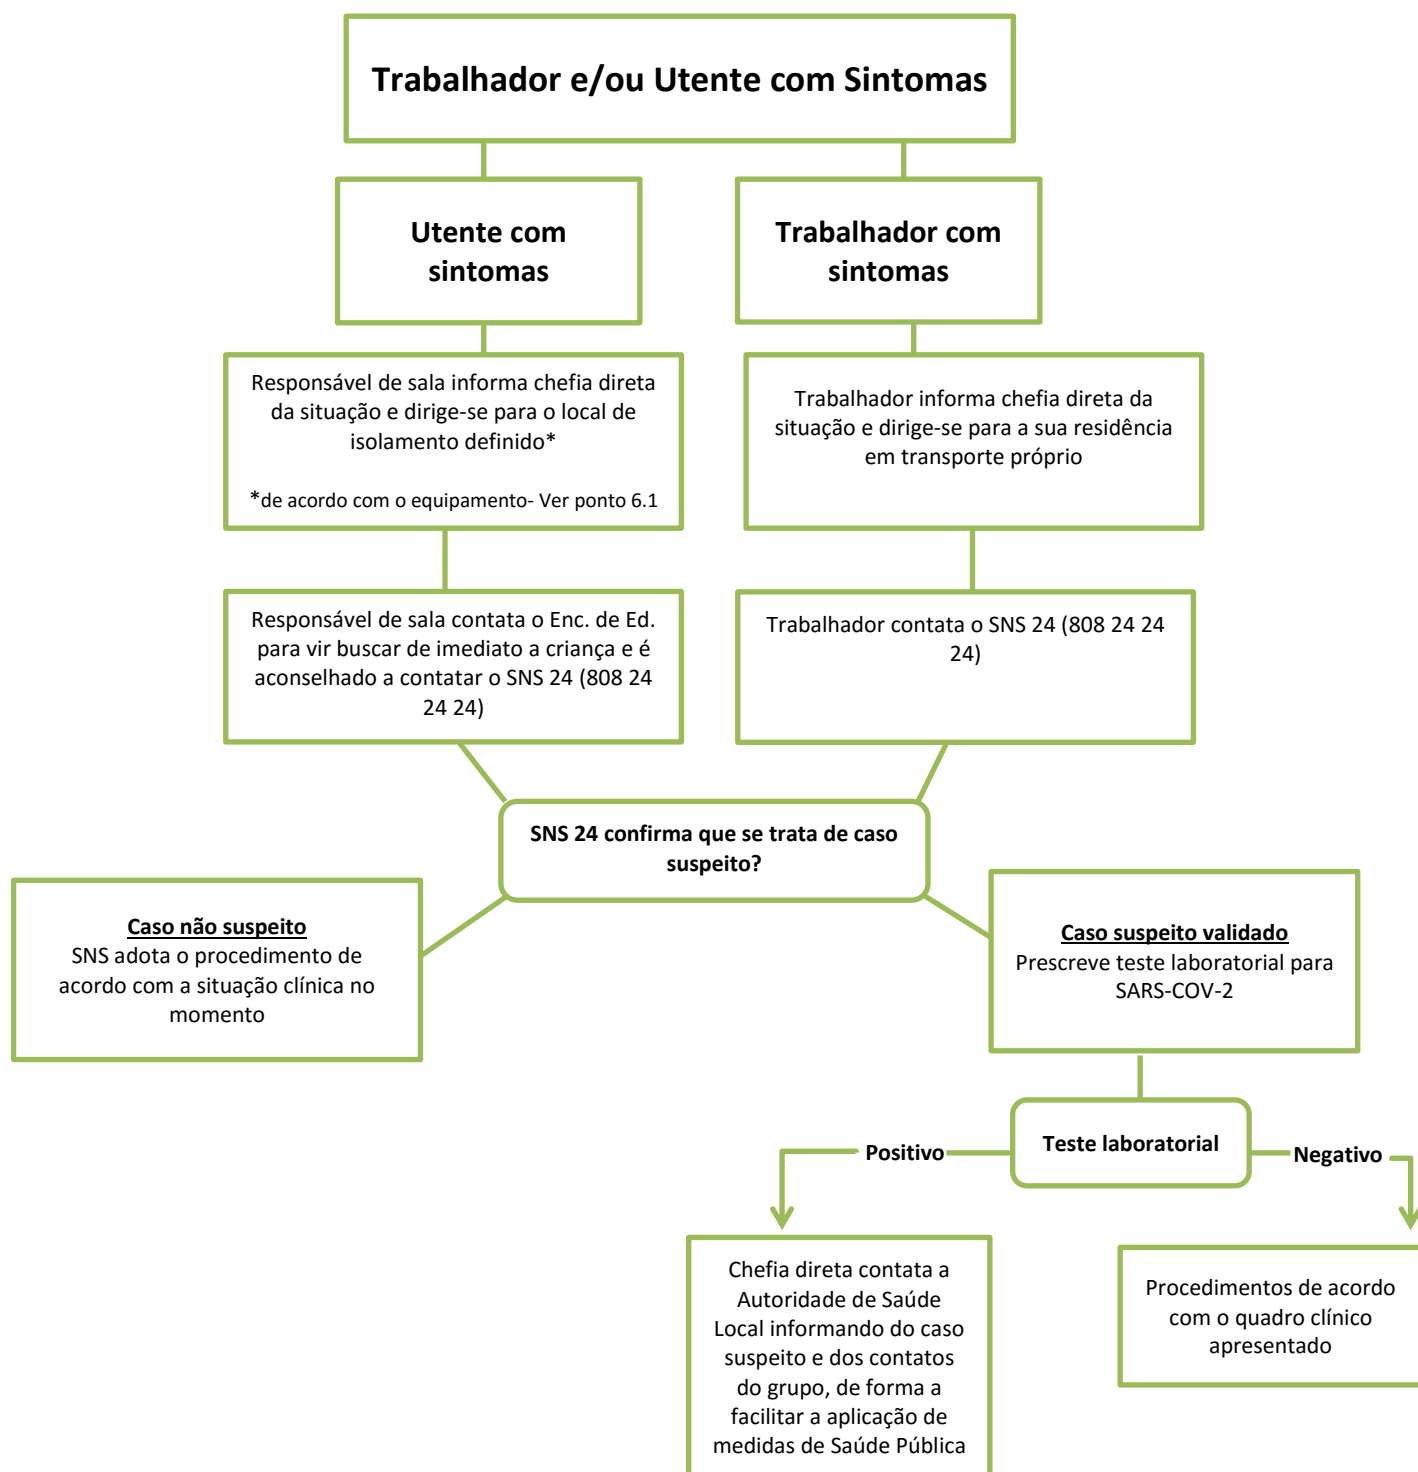 Trabalhador e/ou Utente com Sintomas
Utente com
sintomas
Trabalhador com
sintomas
Responsável de sala informa chefia direta
da situação e dirige-se para o local de
isolamento definido*
*de acordo com o equipamento- Ver ponto 6.1
Trabalhador informa chefia direta da
situação e dirige-se para a sua residência
em transporte próprio
Responsável de sala contata o Enc. de Ed.
para vir buscar de imediato a criança e é
aconselhado a contatar o SNS 24 (808 24
24 24)
Trabalhador contata o SNS 24 (808 24 24
24)
SNS 24 confirma que se trata de caso
suspeito?
Caso não suspeito
SNS adota o procedimento de
acordo com a situação clínica no
momento
Caso suspeito validado
Prescreve teste laboratorial para
SARS-COV-2
Teste laboratorial
Positivo
Negativo
Chefia direta contata a
Autoridade de Saúde
Local informando do caso
suspeito e dos contatos
do grupo, de forma a
facilitar a aplicação de
medidas de Saúde Pública
Procedimentos de acordo
com o quadro clínico
apresentado